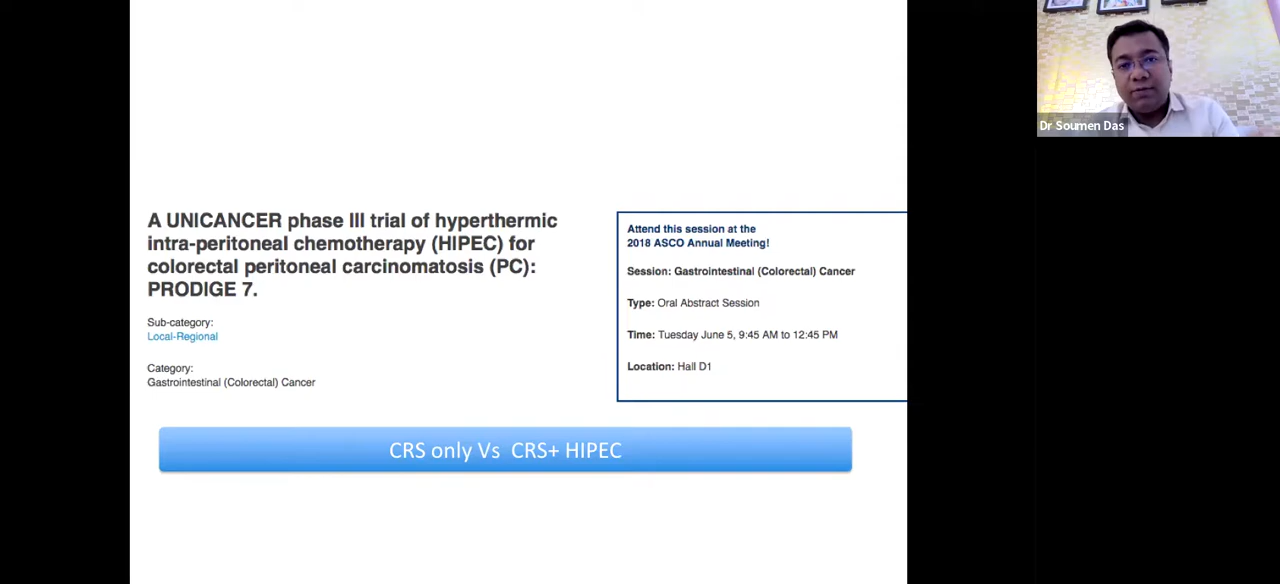 A UNICANCER phase III trial of hyperthermic
intra-peritoneal chemotherapy (HIPEC) for
colorectal peritoneal carcinomatosis (PC):
PRODIGE 7.
Sub-category:
Local-Regional
Category:
Gastrointestinal (Colorectal) Cancer
Attend this session at the
2018 ASCO Annual Meeting!
Session: Gastrointestinal (Colorectal) Cancer
Type: Oral Abstract Session
Time: Tuesday June 5, 9:45 AM to 12:45 PM
Location: Hall D1
CRS only Vs CRS+ HIPEC
Dr Soumen Das